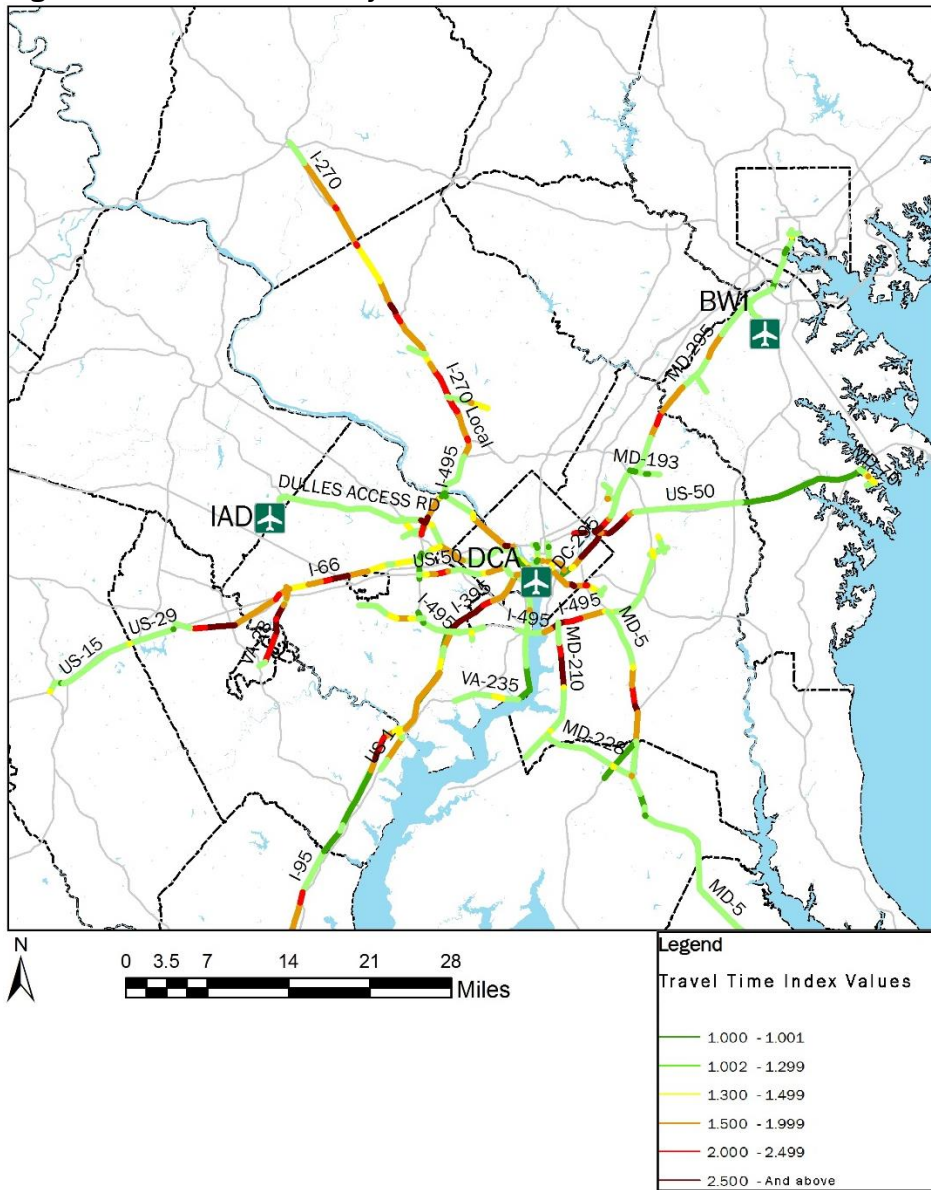 I-270
BWI
MD-295
I-270 Local
MD-193
I-495
US-50
DULLES ACCESS RD
IAD
DC-295
US-50
DCA
I-66
I-395
I-495
I-495
I-495
US-29
MD-5
US-15
VA-28
MD-210
VA-235
US-1
MD-228
I-95
MD-5
N
0 3.5 7 14 21 28
Miles
Legend
Travel Time Index Values
1.000 - 1.001
1.002 - 1.299
1.300 - 1.499
1.500 - 1.999
2.000 - 2.499
2.500 - And above